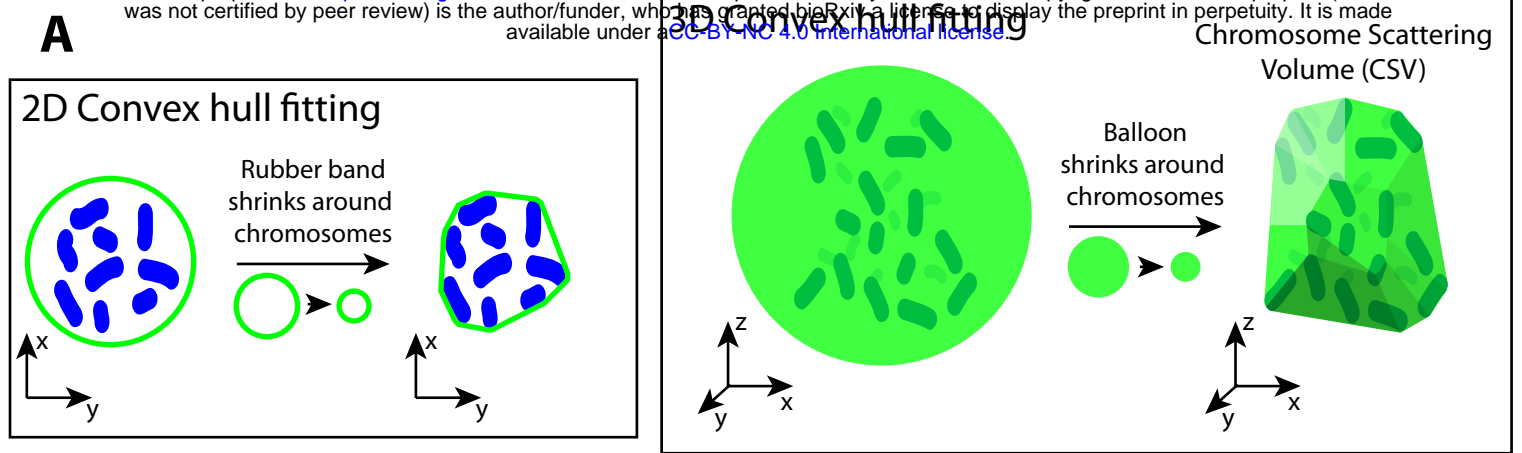 was not certified by peer review) is the author/funder, who has granted bioRxiv a license to display the preprint in perpetuity. It is made
available under aCC-BY-NC 4.0 International license.
A
2D Convex hull fitting
Rubber band
shrinks around
chromosomes
x
y
x
y
3D Convex hull fitting
Balloon
shrinks around
chromosomes
Chromosome Scattering
Volume (CSV)
z
x
y
z
x
y